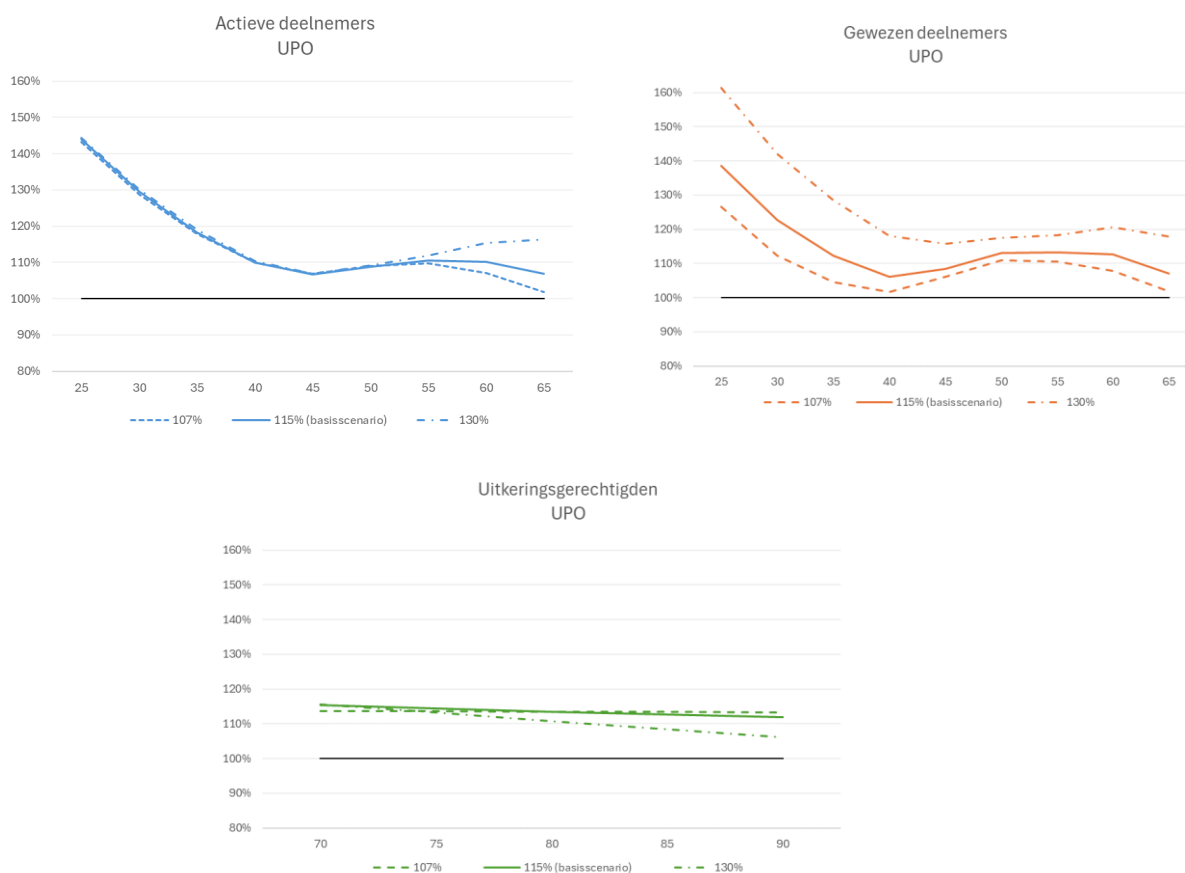 Actieve deelnemers
UPO
160%
150%
140%
130%
120%
110%
100%
90%
80%
25 30 35 40 45 50 55 60 65
107% 115% (basisscenario) 130%
Gewezen deelnemers
UPO
160%
150%
140%
130%
120%
110%
100%
90%
80%
25 30 35 40 45 50 55 60 65
107% 115% (basisscenario) 130%
Uitkeringsgerechtigden
UPO
160%
150%
140%
130%
120%
110%
100%
90%
80%
70 75 80 85 90
107% 115% (basisscenario) 130%